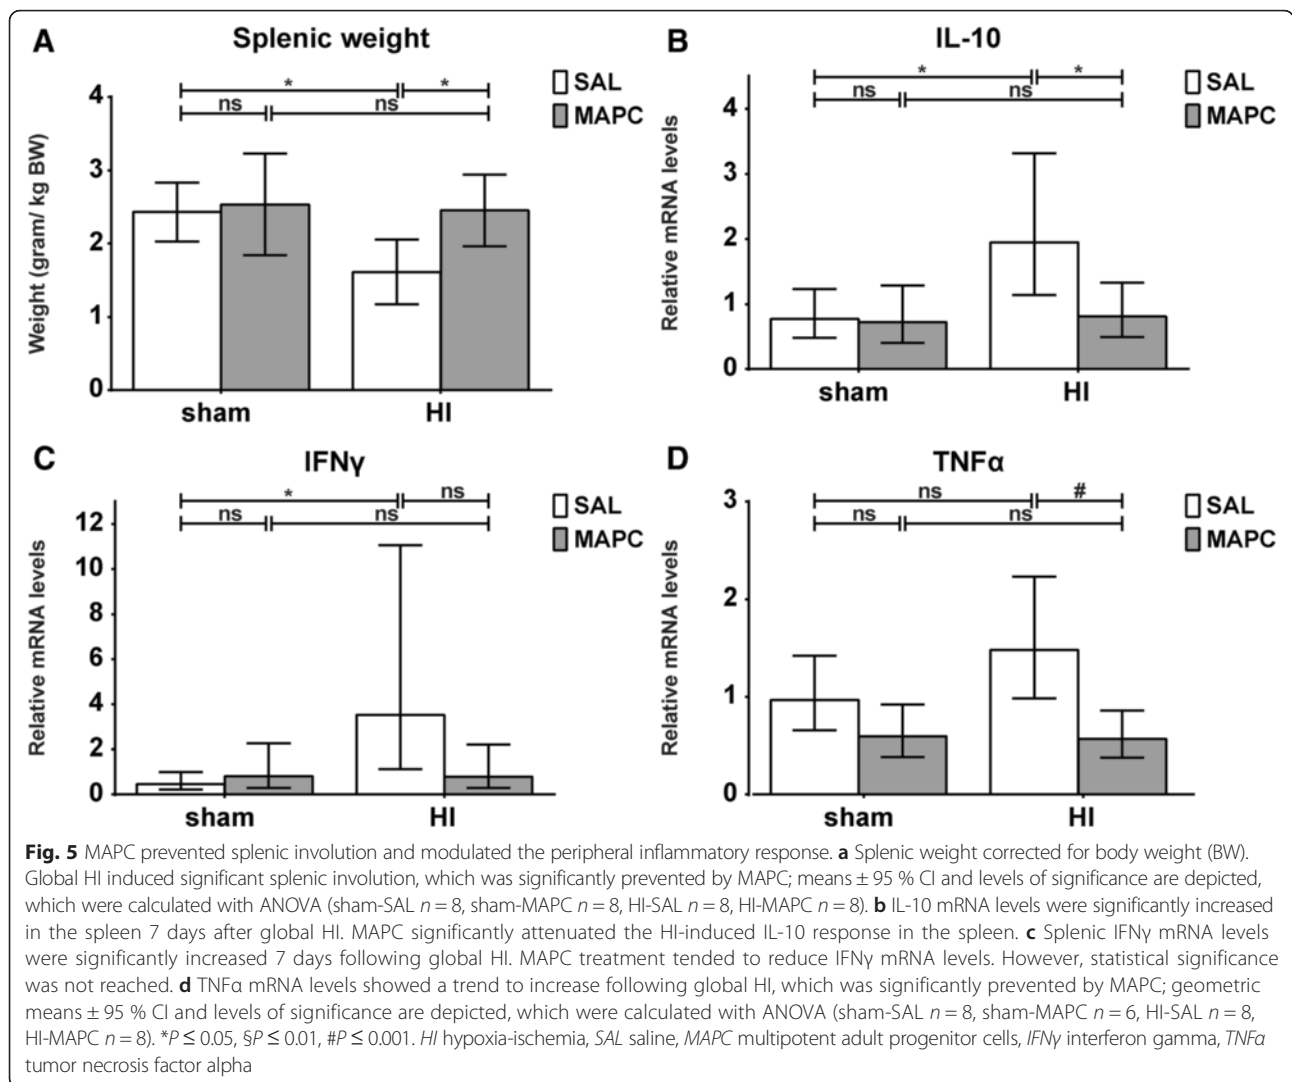 A
Splenic weight
SAL
MAPC
* *
ns ns
Weight (gram/ kg BW)
4
3
2
1
0
sham HI
B
IL-10
SAL
MAPC
* *
ns ns
Relative mRNA levels
4
3
2
1
0
sham HI
C
IFNγ
SAL
MAPC
* ns
ns ns
Relative mRNA levels
12
10
8
6
4
2
0
sham HI
D
TNFα
SAL
MAPC
ns #
ns ns
Relative mRNA levels
3
2
1
0
sham HI
Fig. 5 MAPC prevented splenic involution and modulated the peripheral inflammatory response. a Splenic weight corrected for body weight (BW).
Global HI induced significant splenic involution, which was significantly prevented by MAPC; means ± 95 % CI and levels of significance are depicted,
which were calculated with ANOVA (sham-SAL n = 8, sham-MAPC n = 8, HI-SAL n = 8, HI-MAPC n = 8). b IL-10 mRNA levels were significantly increased
in the spleen 7 days after global HI. MAPC significantly attenuated the HI-induced IL-10 response in the spleen. c Splenic IFNγ mRNA levels
were significantly increased 7 days following global HI. MAPC treatment tended to reduce IFNγ mRNA levels. However, statistical significance
was not reached. d TNFα mRNA levels showed a trend to increase following global HI, which was significantly prevented by MAPC; geometric
means ± 95 % CI and levels of significance are depicted, which were calculated with ANOVA (sham-SAL n = 8, sham-MAPC n = 6, HI-SAL n = 8,
HI-MAPC n = 8). *P ≤ 0.05, §P ≤ 0.01, #P ≤ 0.001. HI hypoxia-ischemia, SAL saline, MAPC multipotent adult progenitor cells, IFNγ interferon gamma, TNFα
tumor necrosis factor alpha